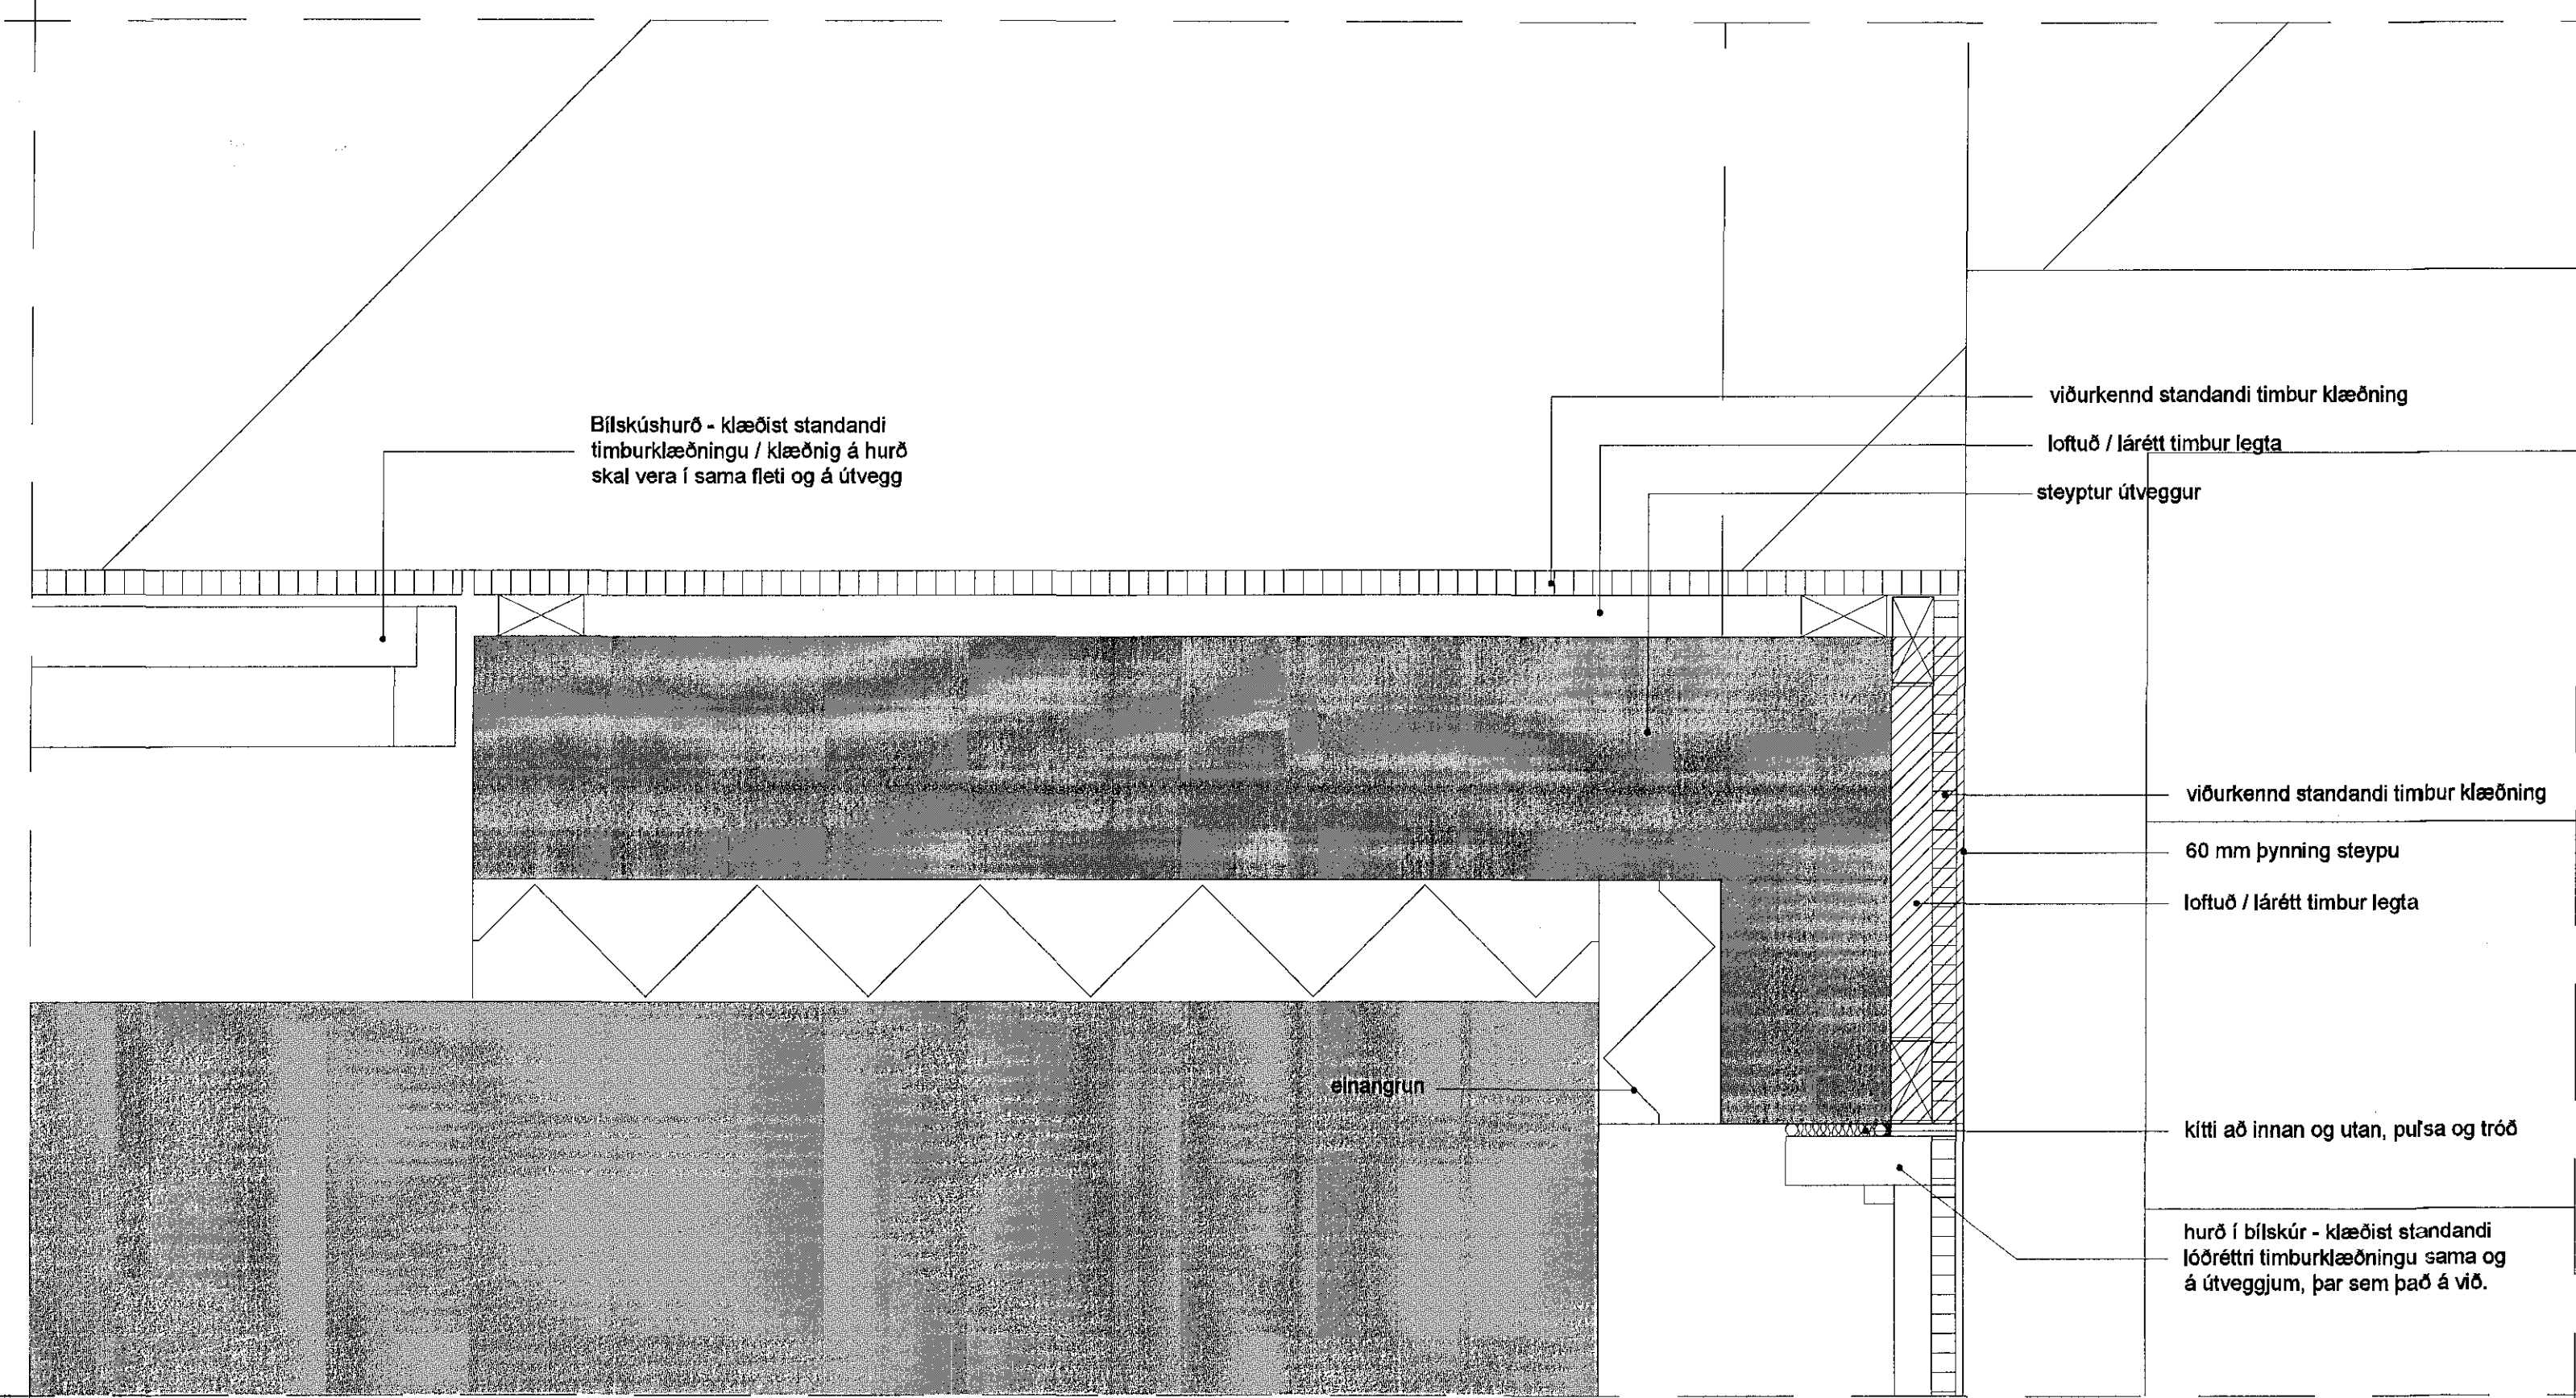 Bílskúshurð - klæðist standandi
timburklæðningu / klæðnig á hurð
skal vera í sama fleti og á útvegg
viðurkennd standandi timbur klæðning
loftuð / lárétt timbur legta
steyptur útveggur
viðurkennd standandi timbur klæðning
60 mm þynning steypu
loftuð / lárétt timbur legta
einangrun
kítti að innan og utan, pulsa og tróð
hurð í bílskúr - klæðist standandi
lóðréttri timburklæðningu sama og
á útveggjum, þar sem það á við.